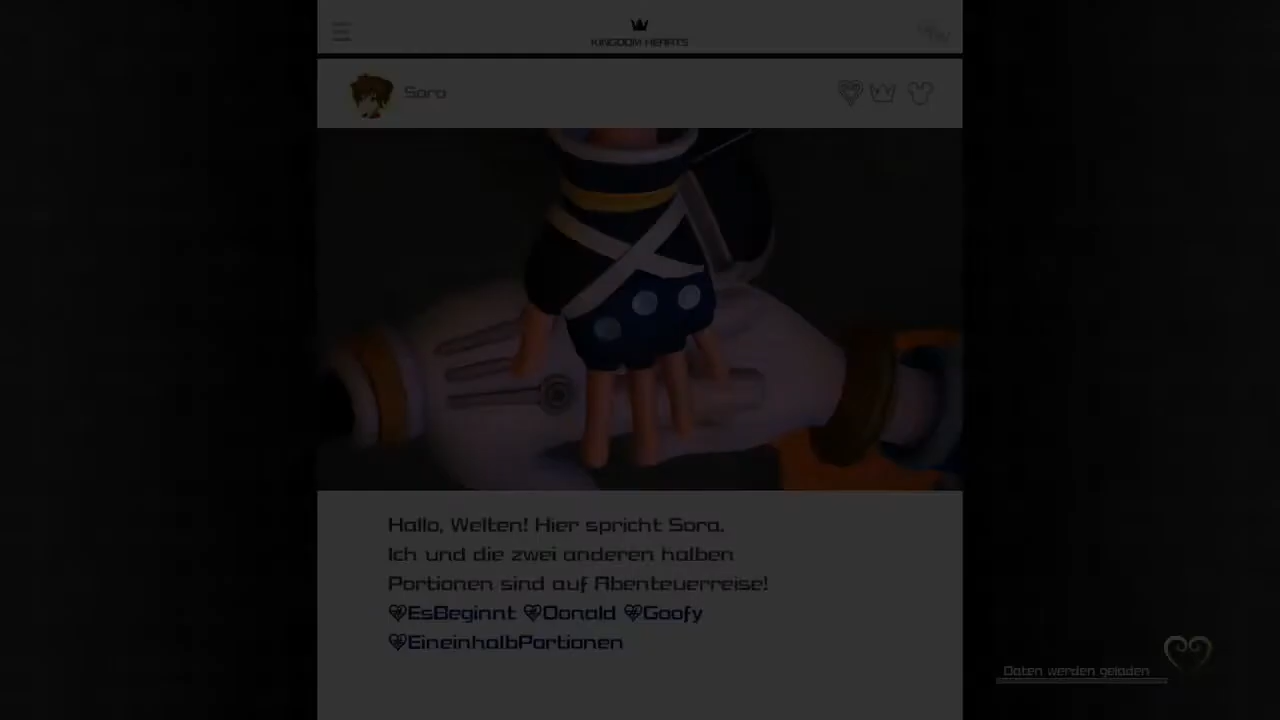 KINGDOM HEARTS
Sora
Hallo, Welten! Hier spricht Sora.
Ich und die zwei anderen halben
Portionen sind auf Abenteuerreise!
EsBeginnt Donald Goofy
EineinhalbPortionen
Daten werden geladen